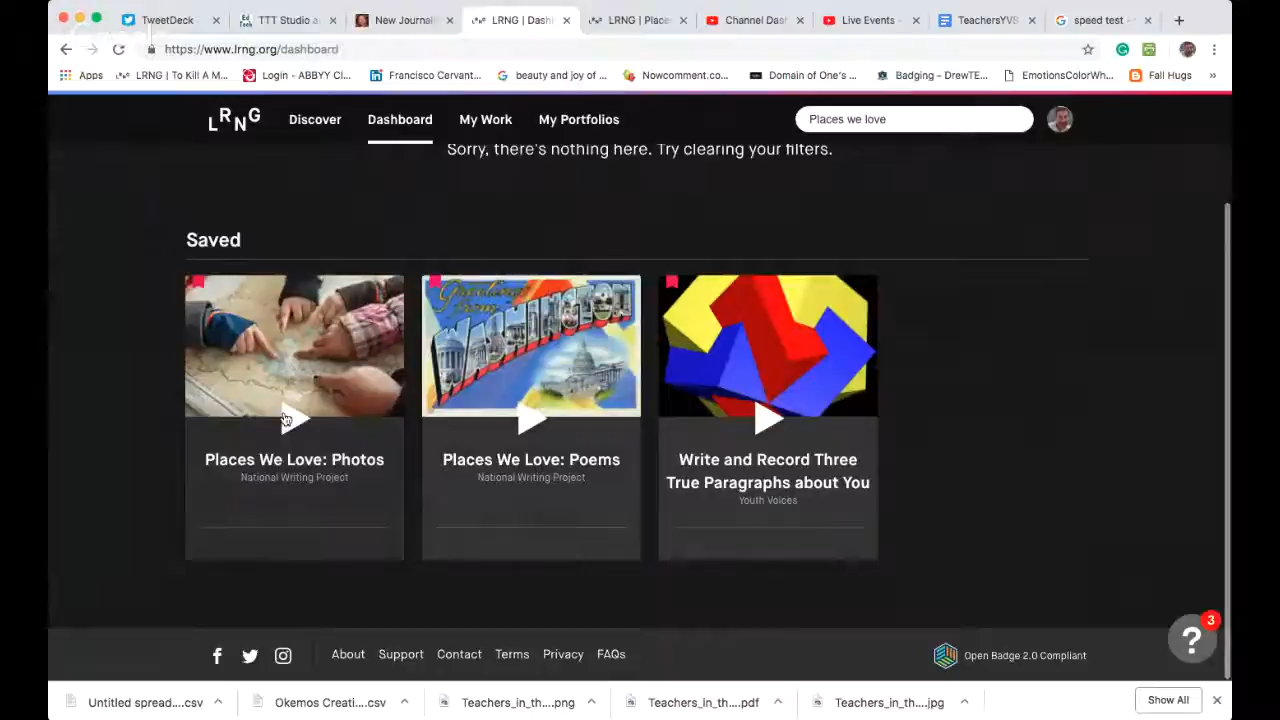 TweetDeck
TTT Studio a
New Journal
LRNG | Dash
LRNG | Place
Channel Das
Live Events -
TeachersYVS
speed test -
https://www.lrng.org/dashboard
Apps
LRNG | To Kill A M...
Login - ABBYY Cl...
Francisco Cervant...
beauty and joy of ...
Nowcomment.co...
Domain of One's ...
Badging – DrewTE...
EmotionsColorWh...
Fall Hugs
LRNG
Discover
Dashboard
My Work
My Portfolios
Places we love
Sorry, there's nothing here. Try clearing your filters.
Saved
WASHINGTON
Places We Love: Photos
National Writing Project
Places We Love: Poems
National Writing Project
Write and Record Three
True Paragraphs about You
Youth Voices
3
?
About
Support
Contact
Terms
Privacy
FAQs
Open Badge 2.0 Compliant
Untitled spread....csv
Okemos Creati....csv
Teachers_in_th....png
Teachers_in_th....pdf
Teachers_in_th....jpg
Show All